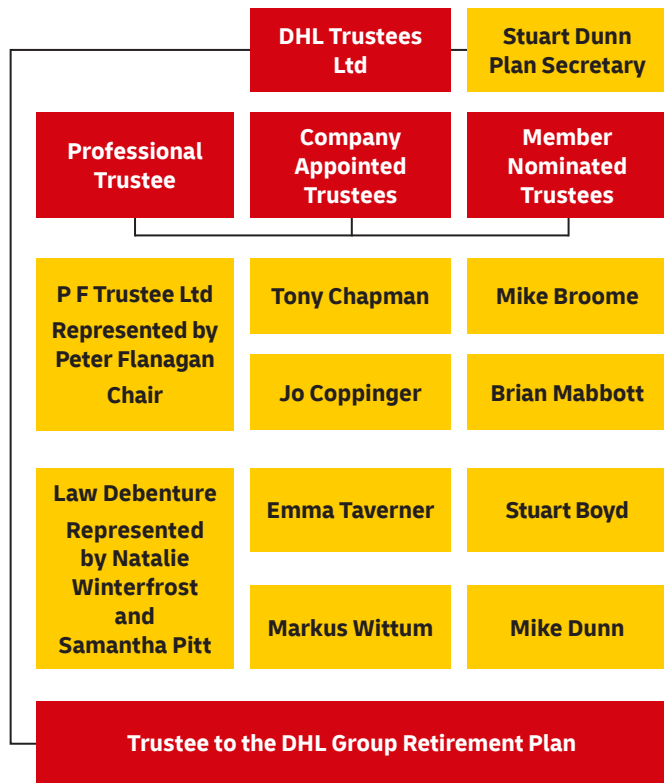 DHL Trustees
Ltd
Stuart Dunn
Plan Secretary
Professional
Trustee
Company
Appointed
Trustees
Member
Nominated
Trustees
P F Trustee Ltd
Represented by
Peter Flanagan
Chair
Tony Chapman
Mike Broome
Jo Coppinger
Brian Mabbott
Law Debenture
Represented
by Natalie
Winterfrost
and
Samantha Pitt
Emma Taverner
Stuart Boyd
Markus Wittum
Mike Dunn
Trustee to the DHL Group Retirement Plan